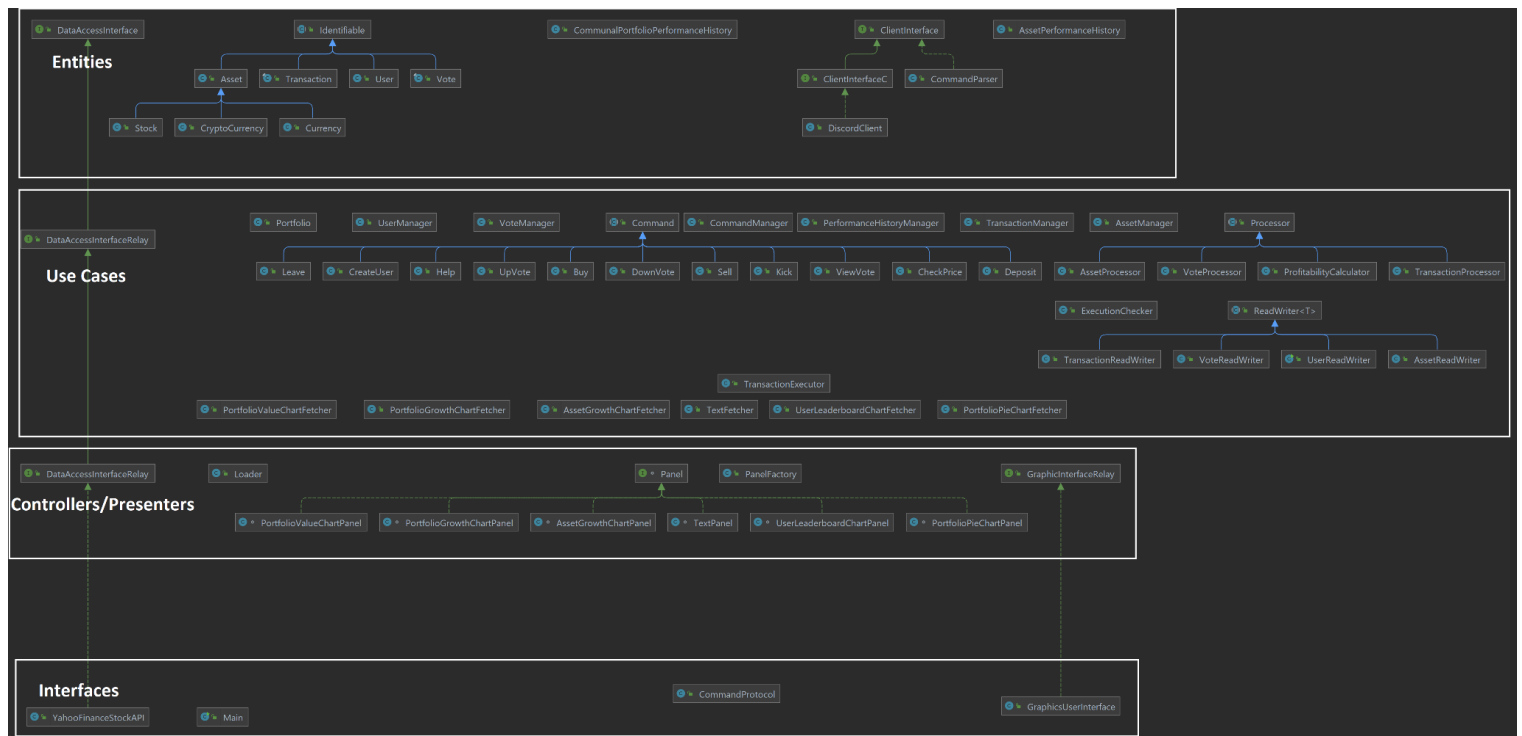 DataAccessInterface
Identifiable
CommunalPortfolioPerformanceHistory
ClientInterface
AssetPerformanceHistory
Entities
Asset
Transaction
User
Vote
ClientInterfaceC
CommandParser
Stock
CryptoCurrency
Currency
DiscordClient
Portfolio
UserManager
VoteManager
Command
CommandManager
PerformanceHistoryManager
TransactionManager
AssetManager
Processor
DataAccessInterfaceRelay
Use Cases
Leave
CreateUser
Help
UpVote
Buy
DownVote
Sell
Kick
ViewVote
CheckPrice
Deposit
AssetProcessor
VoteProcessor
ProfitabilityCalculator
TransactionProcessor
ExecutionChecker
ReadWriter<T>
TransactionReadWriter
VoteReadWriter
UserReadWriter
AssetReadWriter
TransactionExecutor
PortfolioValueChartFetcher
PortfolioGrowthChartFetcher
AssetGrowthChartFetcher
TextFetcher
UserLeaderboardChartFetcher
PortfolioPieChartFetcher
DataAccessInterfaceRelay
Loader
Panel
PanelFactory
GraphicInterfaceRelay
Controllers/Presenters
PortfolioValueChartPanel
PortfolioGrowthChartPanel
AssetGrowthChartPanel
TextPanel
UserLeaderboardChartPanel
PortfolioPieChartPanel
Interfaces
CommandProtocol
GraphicsUserInterface
YahooFinanceStockAPI
Main